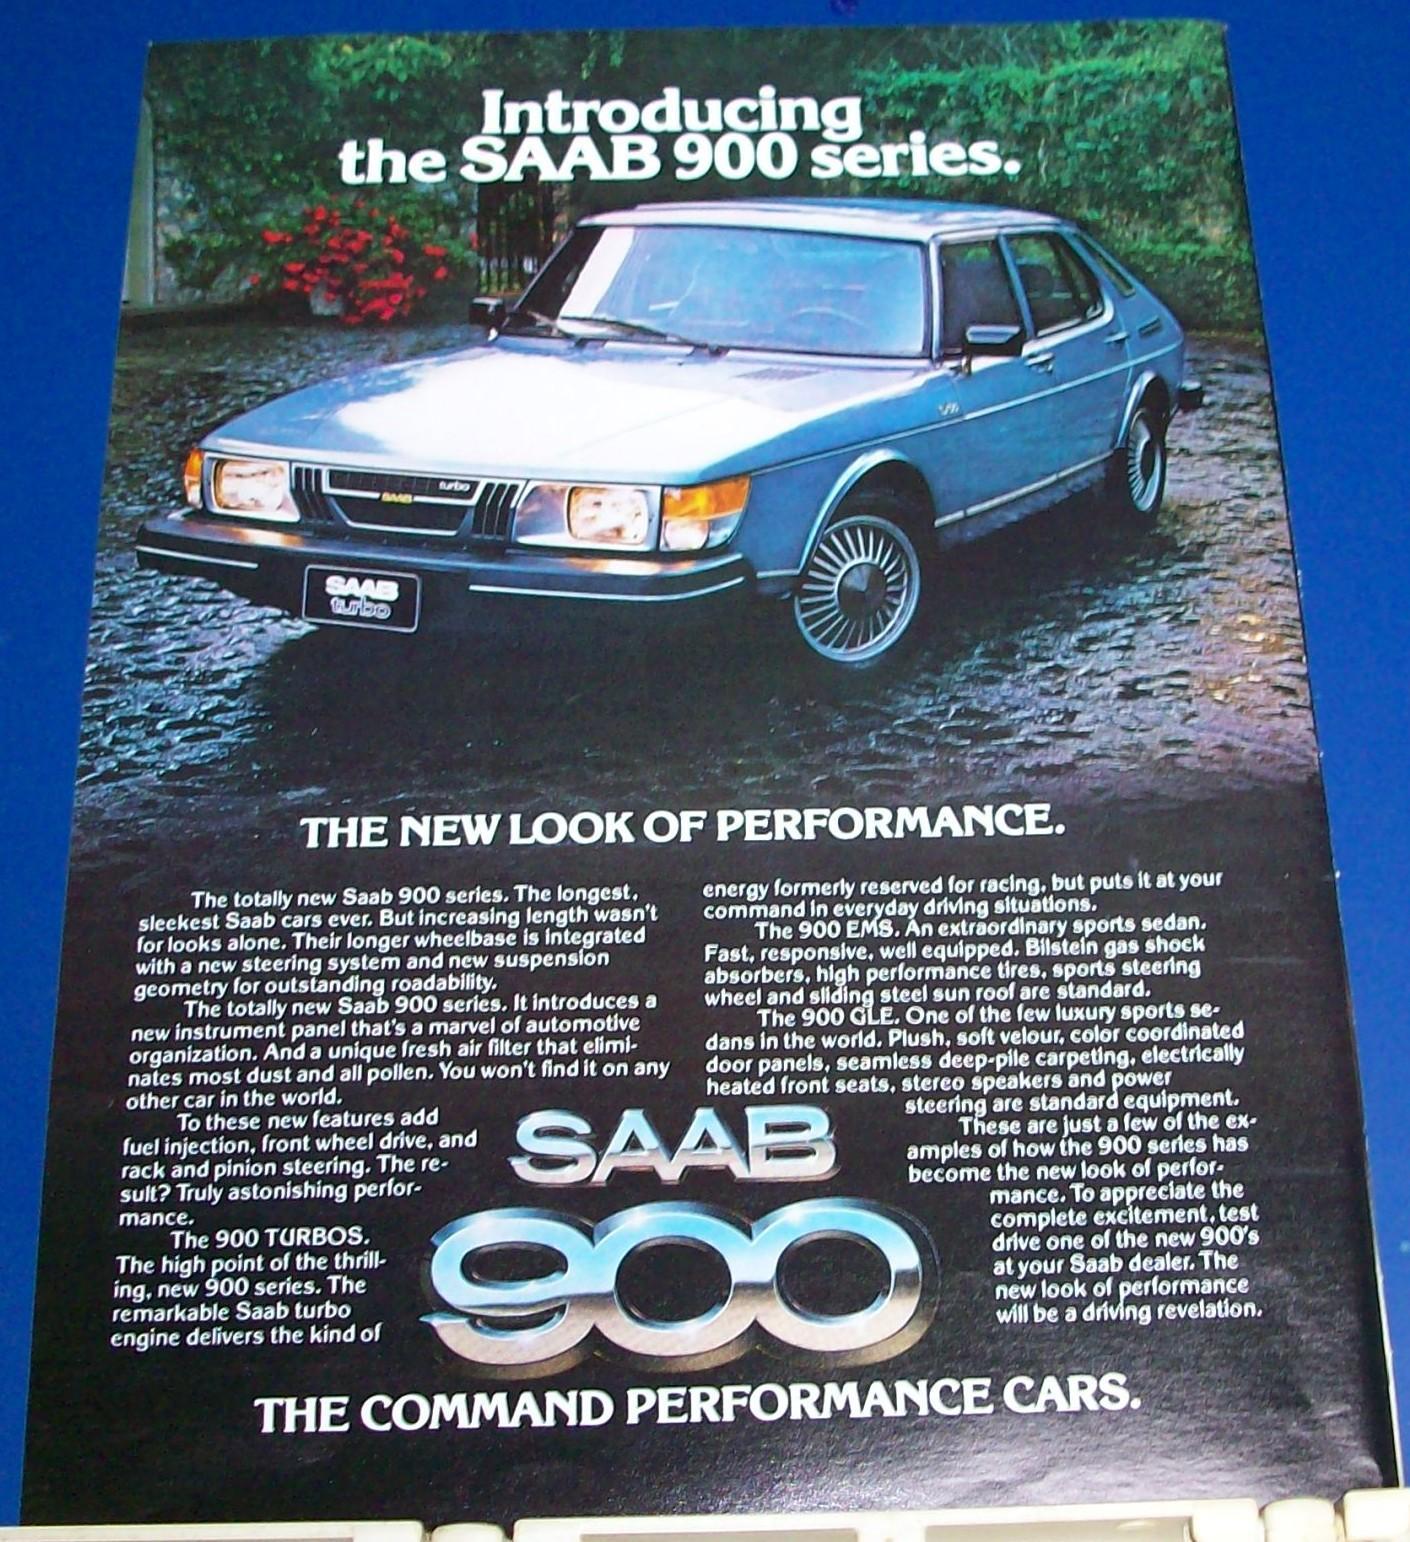 Introducing
the SAAB 900 series.
turbo
SAAB
SAAB
turbo
THE NEW LOOK OF PERFORMANCE.
The totally new Saab 900 series. The longest,
sleekest Saab cars ever. But increasing length wasn't
for looks alone. Their longer wheelbase is integrated
with a new steering system and new suspension
geometry for outstanding roadability.
The totally new Saab 900 series. It introduces a
new instrument panel that's a marvel of automotive
organization. And a unique fresh air filter that elimi-
nates most dust and all pollen. You won't find it on any
other car in the world.
To these new features add
fuel injection, front wheel drive, and
rack and pinion steering. The re-
sult? Truly astonishing perfor-
mance.
The 900 TURBOS.
The high point of the thrill-
ing, new 900 series. The
remarkable Saab turbo
engine delivers the kind of
energy formerly reserved for racing, but puts it at your
command in everyday driving situations.
The 900 EMS. An extraordinary sports sedan.
Fast, responsive, well equipped. Bilstein gas shock
absorbers, high performance tires, sports steering
wheel and sliding steel sun roof are standard.
The 900 GLE. One of the few luxury sports se-
dans in the world. Plush, soft velour, color coordinated
door panels, seamless deep-pile carpeting, electrically
heated front seats, stereo speakers and power
steering are standard equipment.
These are just a few of the ex-
amples of how the 900 series has
become the new look of perfor-
mance. To appreciate the
complete excitement, test
drive one of the new 900's
at your Saab dealer. The
new look of performance
will be a driving revelation.
SAAB
900
THE COMMAND PERFORMANCE CARS.